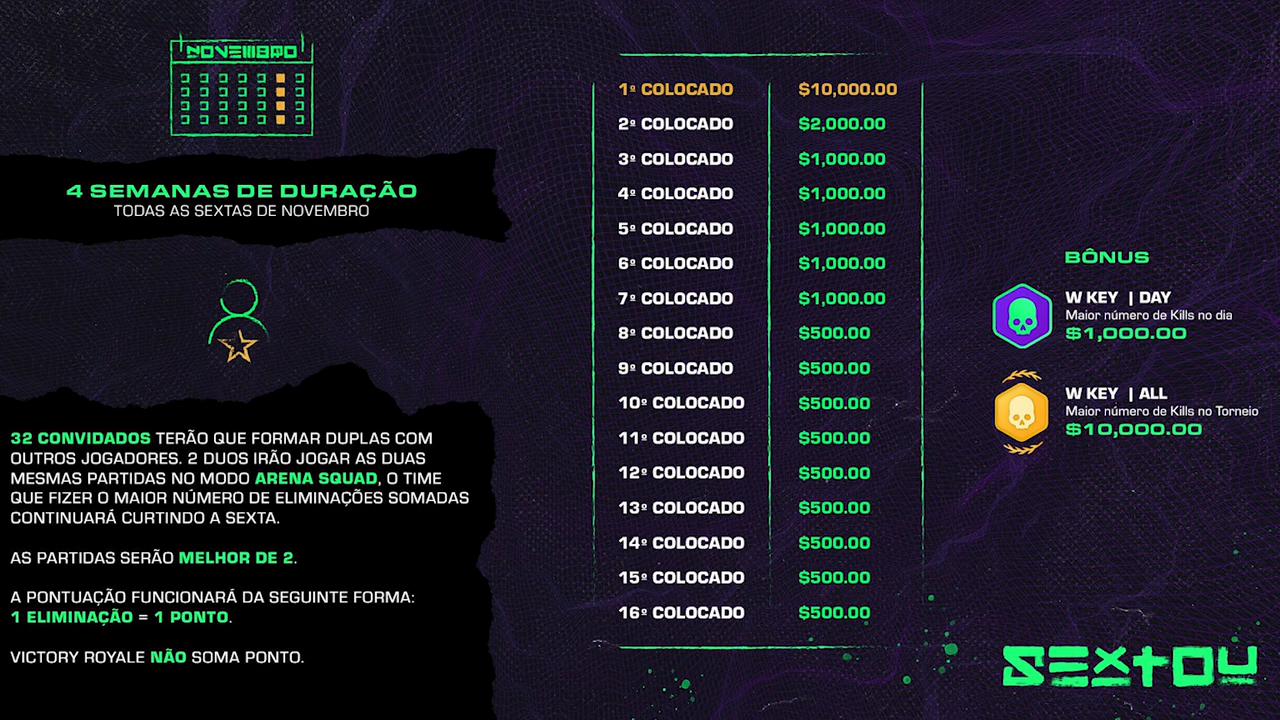 NOVEMBRO
4 SEMANAS DE DURAÇÃO
TODAS AS SEXTAS DE NOVEMBRO
32 CONVIDADOS TERÃO QUE FORMAR DUPLAS COM
OUTROS JOGADORES. 2 DUOS IRÃO JOGAR AS DUAS
MESMAS PARTIDAS NO MODO ARENA SQUAD, O TIME
QUE FIZER O MAIOR NÚMERO DE ELIMINAÇÕES SOMADAS
CONTINUARÁ CURTINDO A SEXTA.
AS PARTIDAS SERÃO MELHOR DE 2.
A PONTUAÇÃO FUNCIONARÁ DA SEGUINTE FORMA:
1 ELIMINAÇÃO = 1 PONTO.
VICTORY ROYALE NÃO SOMA PONTO.
1º COLOCADO $10,000.00
2º COLOCADO $2,000.00
3º COLOCADO $1,000.00
4º COLOCADO $1,000.00
5º COLOCADO $1,000.00
6º COLOCADO $1,000.00
7º COLOCADO $1,000.00
8º COLOCADO $500.00
9º COLOCADO $500.00
10º COLOCADO $500.00
11º COLOCADO $500.00
12º COLOCADO $500.00
13º COLOCADO $500.00
14º COLOCADO $500.00
15º COLOCADO $500.00
16º COLOCADO $500.00
BÔNUS
W KEY | DAY
Maior número de Kills no dia
$1,000.00
W KEY | ALL
Maior número de Kills no Torneio
$10,000.00
SEXTOU